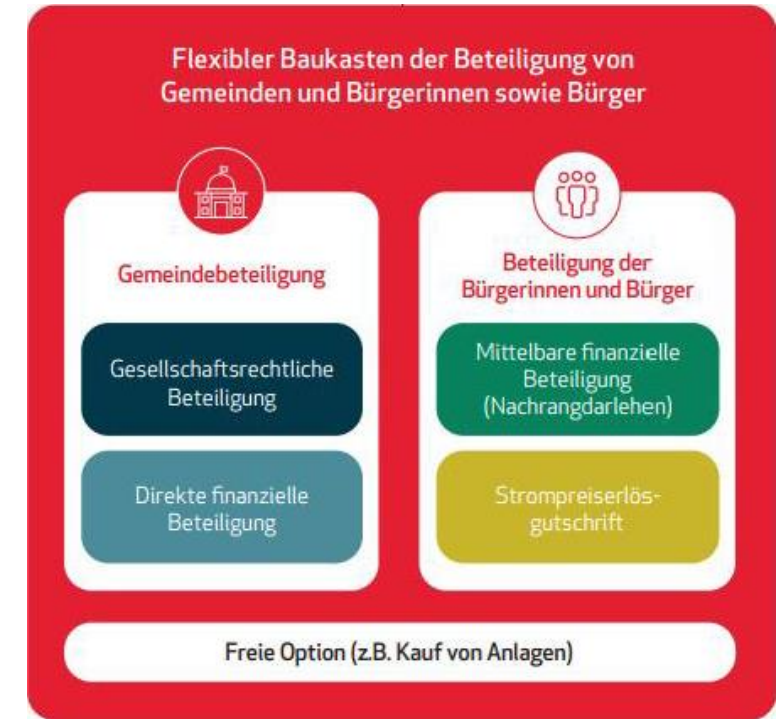 Flexibler Baukasten der Beteiligung von
Gemeinden und Bürgerinnen sowie Bürger
Gemeindebeteiligung
Gesellschaftsrechtliche
Beteiligung
Direkte finanzielle
Beteiligung
Beteiligung der
Bürgerinnen und Bürger
Mittelbare finanzielle
Beteiligung
(Nachrangdarlehen)
Strompreiserlös-
gutschrift
Freie Option (z.B. Kauf von Anlagen)